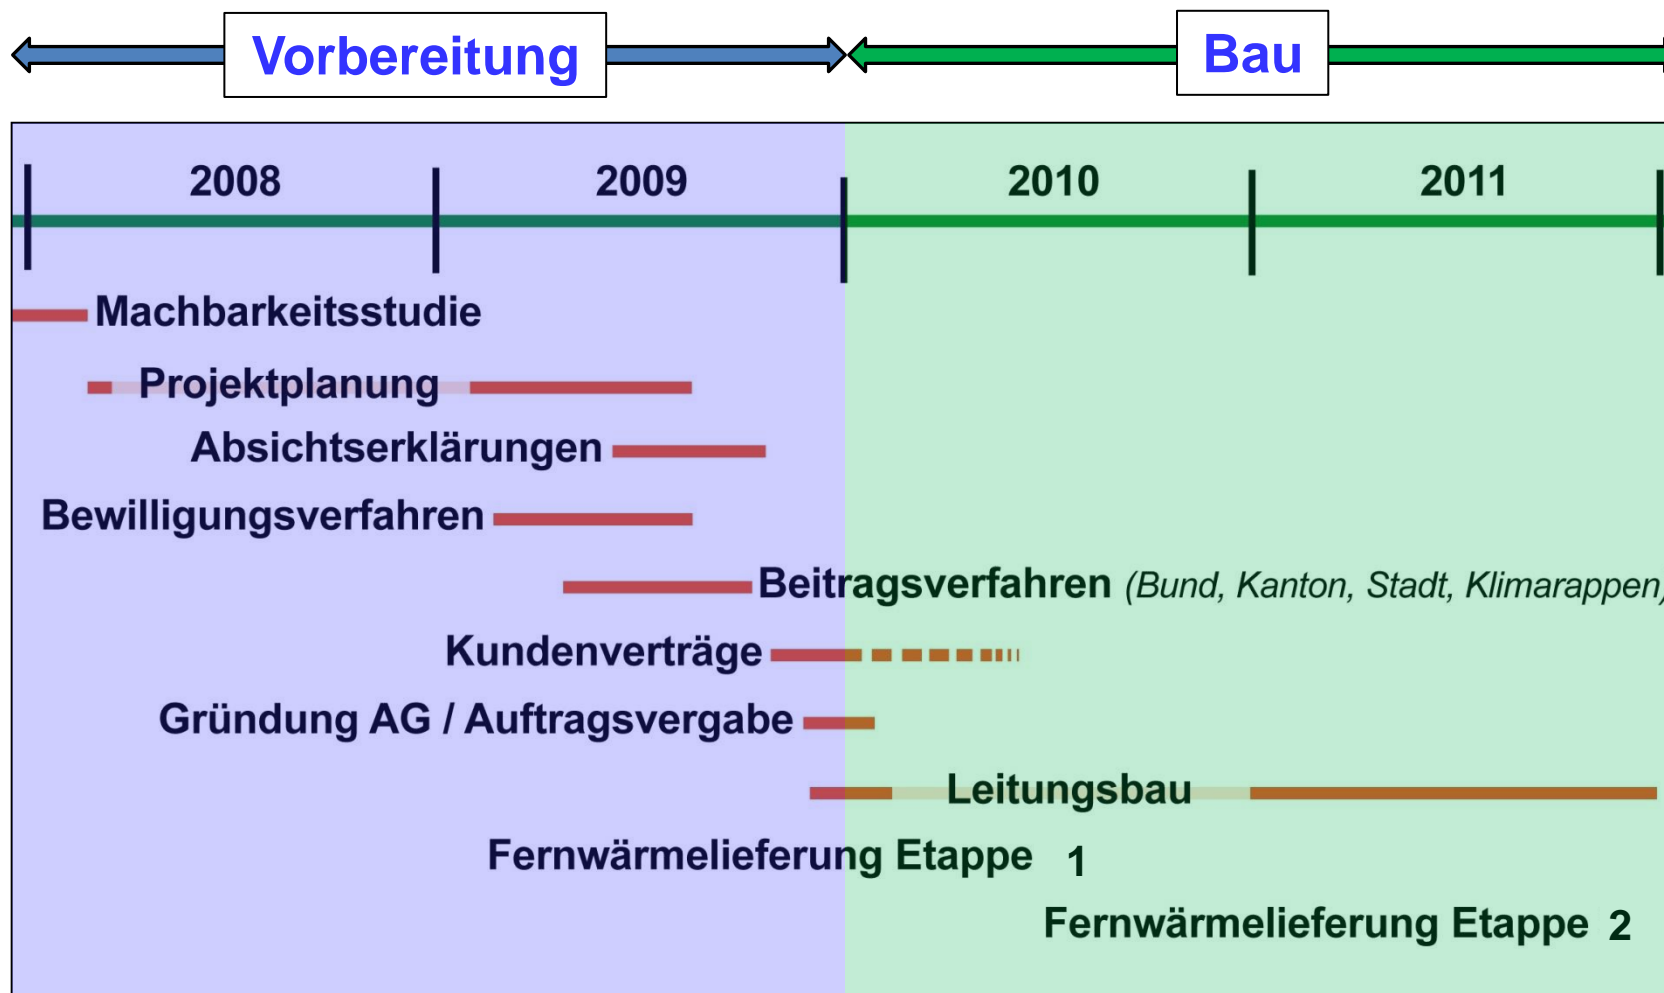 Vorbereitung Bau
2008 2009 2010 2011
Machbarkeitsstudie
Projektplanung
Absichtserklärungen
Bewilligungsverfahren
Beitragsverfahren (Bund, Kanton, Stadt, Klimarappen)
Kundenverträge
Gründung AG / Auftragsvergabe
Leitungsbau
Fernwärmelieferung Etappe 1
Fernwärmelieferung Etappe 2